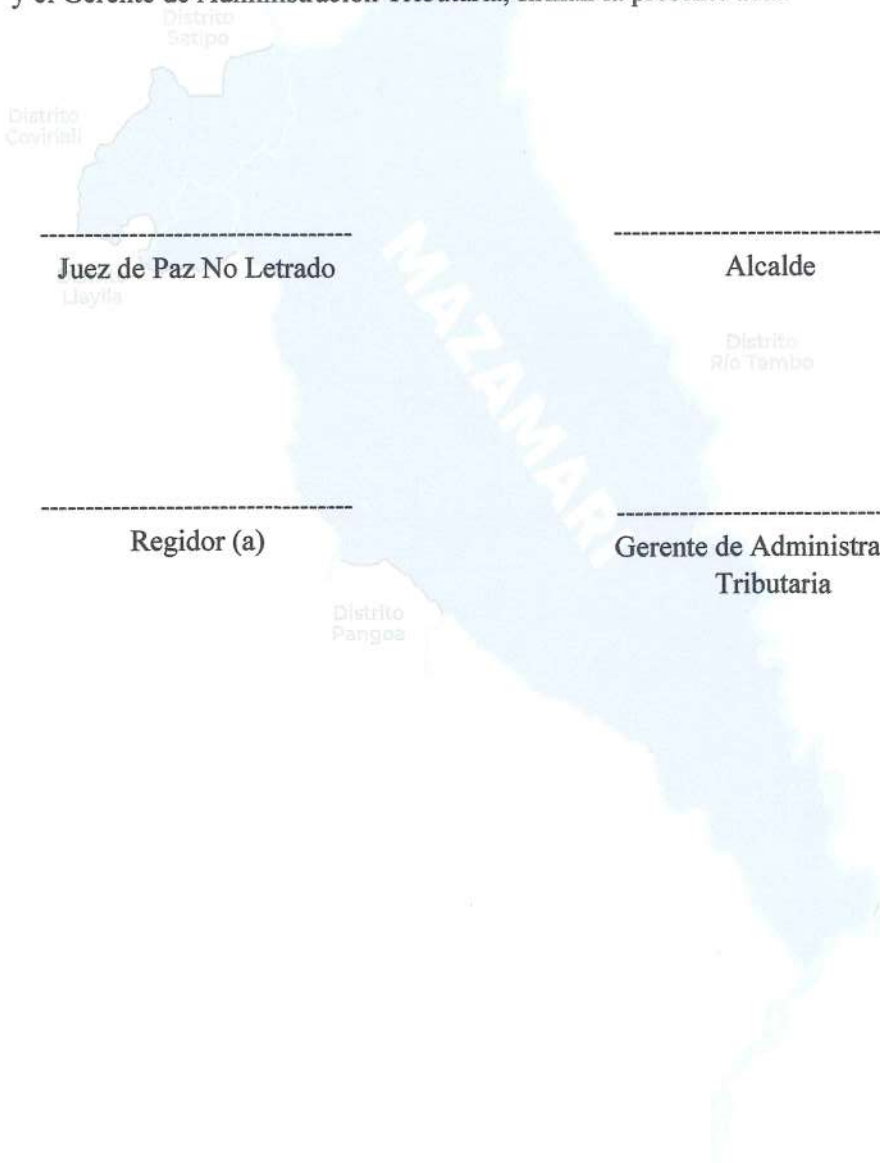 Distrito
Satipo
Distrito
Coviriali
---------------------------------- ------------------------------
Juez de Paz No Letrado Alcalde
Llaylla
Distrito
Río Tambo
MAZAMARI
---------------------------------- ------------------------------
Regidor (a) Gerente de Administra
Tributaria
Distrito
Pangoa